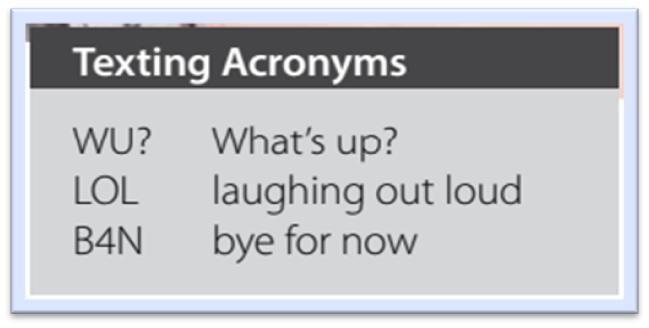 Texting Acronyms
WU? What's up?
LOL laughing out loud
B4N bye for now